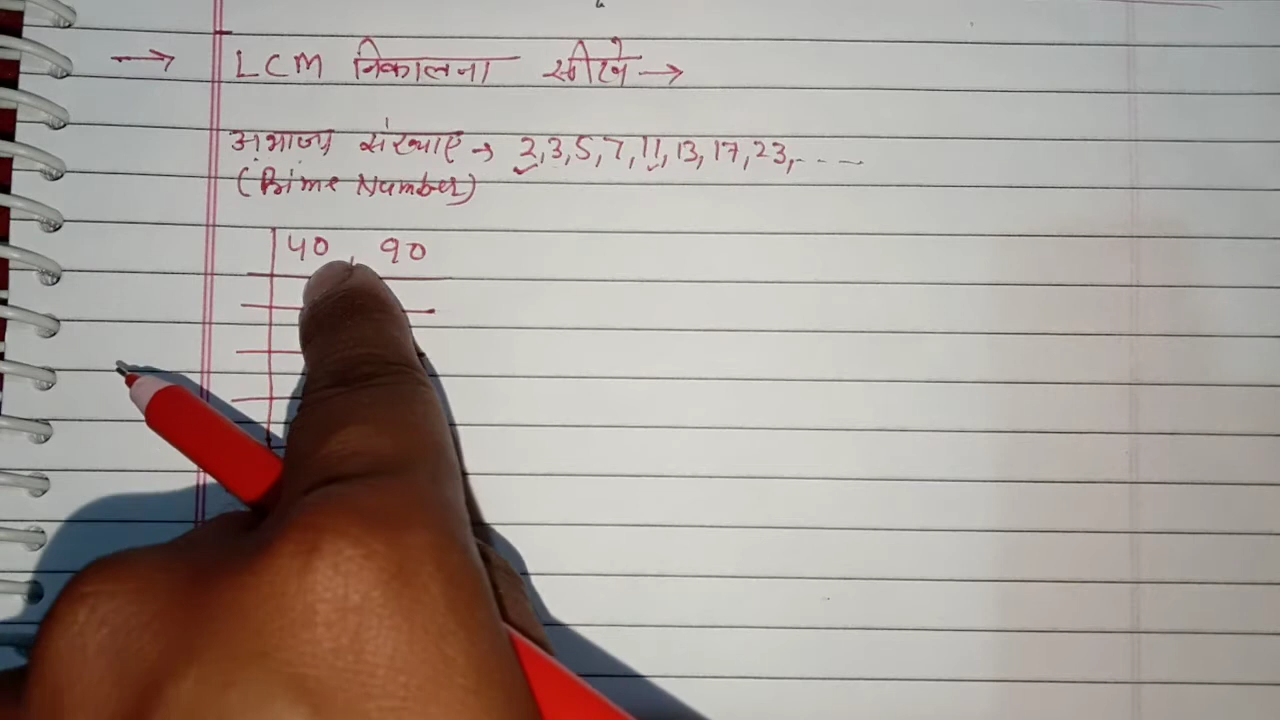 → LCM निकालना सीखे →
अभाज्य संख्याएं → 2,3,5,7,11,13,17,23,....
(Prime Number)
40, 90